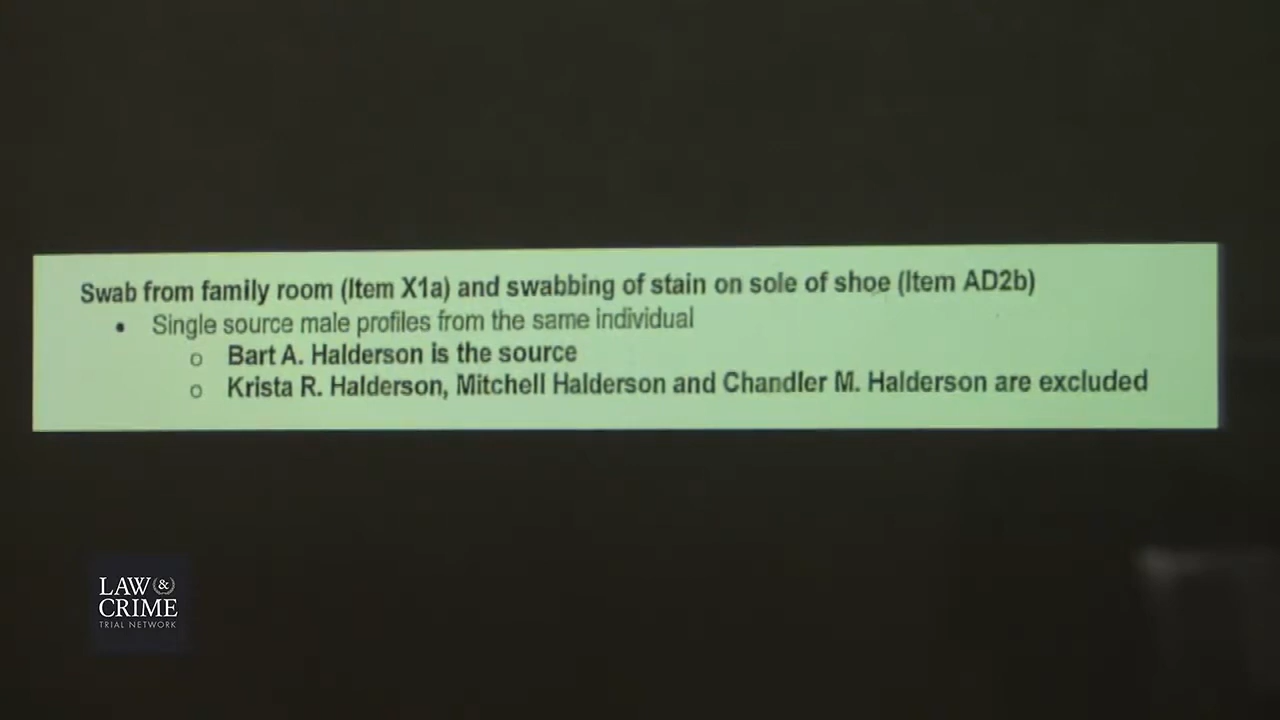 Swab from family room (Item X1a) and swabbing of stain on sole of shoe (Item AD2b)
• Single source male profiles from the same individual
o Bart A. Halderson is the source
o Krista R. Halderson, Mitchell Halderson and Chandler M. Halderson are excluded
LAW &
CRIME
TRIAL NETWORK